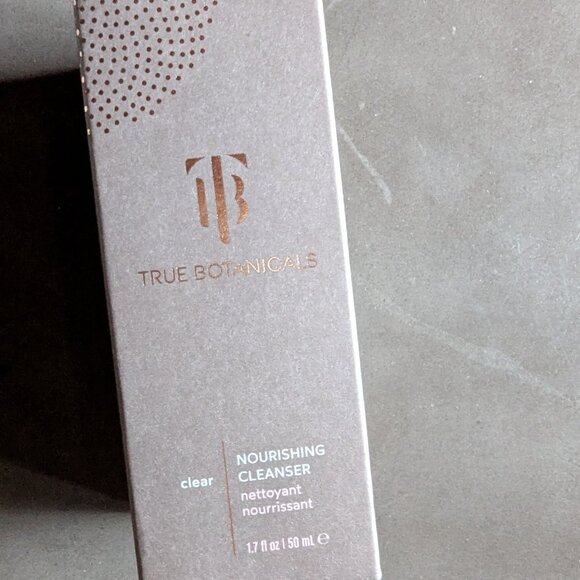 TB
TRUE BOTANICALS
clear
NOURISHING
CLEANSER
nettoyant
nourrissant
1.7 fl oz | 50 mL ℮